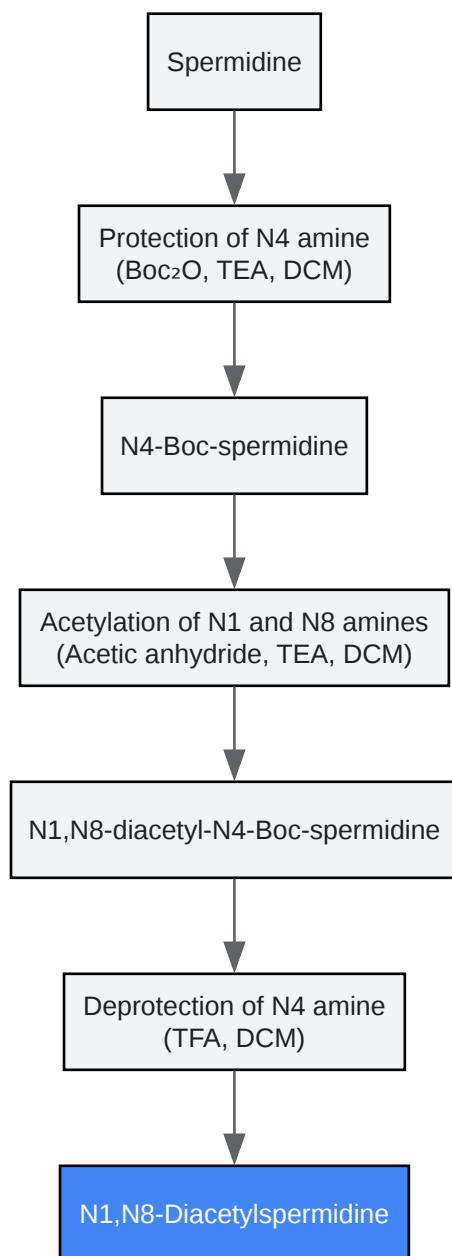 Spermidine
Protection of N4 amine
(Boc₂O, TEA, DCM)
N4-Boc-spermidine
Acetylation of N1 and N8 amines
(Acetic anhydride, TEA, DCM)
N1,N8-diacetyl-N4-Boc-spermidine
Deprotection of N4 amine
(TFA, DCM)
N1,N8-Diacetylspermidine